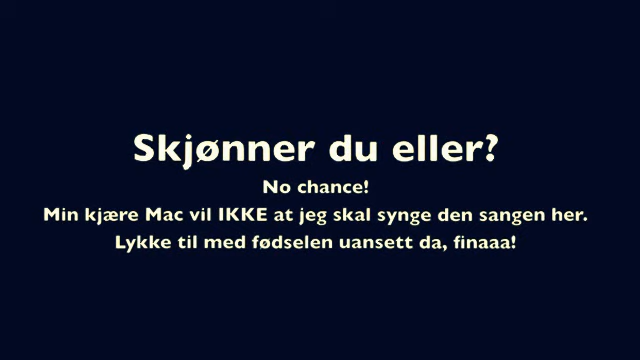 Skjønner du eller?
No chance!
Min kjære Mac vil IKKE at jeg skal synge den sangen her.
Lykke til med fødselen uansett da, finaaa!